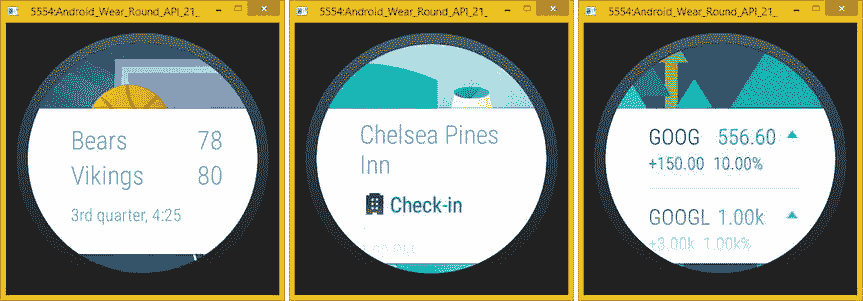 5554:Android_Wear_Round_API_21_
Bears 78
Vikings 80
3rd quarter, 4:25
5554:Android_Wear_Round_API_21_
Chelsea Pines
Inn
Check-in
5554:Android_Wear_Round_API_21_
GOOG 556.60
+150.00 10.00%
GOOGL 1.00k
+3.00k 1.00k%